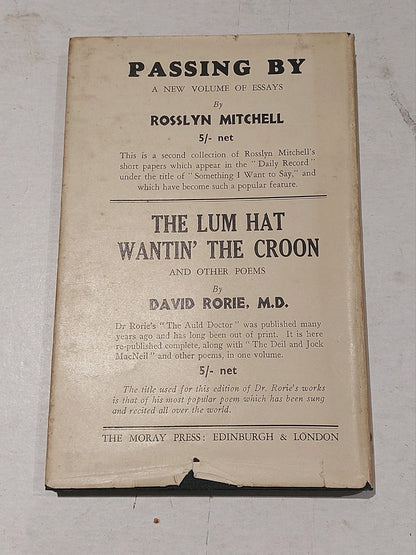 PASSING BY
A NEW VOLUME OF ESSAYS
By
ROSSLYN MITCHELL
5/- net
This is a second collection of Rosslyn Mitchell's
short papers which appear in the "Daily Record"
under the title of "Something I Want to Say," and
which have become such a popular feature.
THE LUM HAT
WANTIN' THE CROON
AND OTHER POEMS
By
DAVID RORIE, M.D.
Dr Rorie's "The Auld Doctor" was published many
years ago and has long been out of print. It is here
re-published complete, along with "The Deil and Jock
MacNeil" and other poems, in one volume.
5/- net
The title used for this edition of Dr. Rorie's works
is that of his most popular poem which has been sung
and recited all over the world.
THE MORAY PRESS: EDINBURGH & LONDON